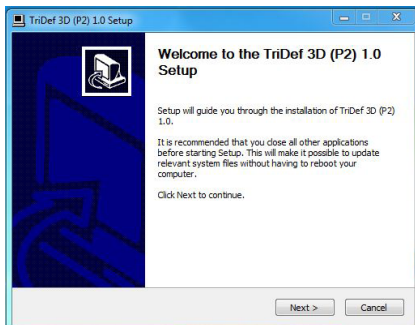 TriDef 3D (P2) 1.0 Setup
Welcome to the TriDef 3D (P2) 1.0
Setup
Setup will guide you through the installation of TriDef 3D (P2)
1.0.
It is recommended that you close all other applications
before starting Setup. This will make it possible to update
relevant system files without having to reboot your
computer.
Click Next to continue.
Next >
Cancel